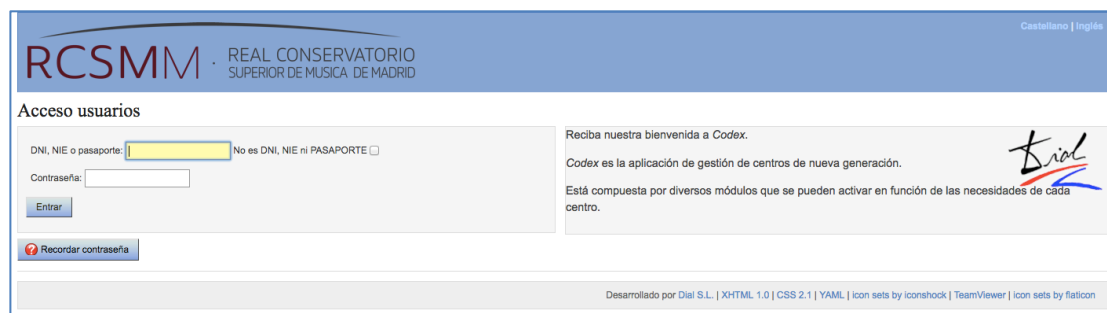 Castellano | Inglés
RCSMM · REAL CONSERVATORIO
SUPERIOR DE MUSICA DE MADRID
Acceso usuarios
DNI, NIE o pasaporte: No es DNI, NIE ni PASAPORTE
Contraseña:
Entrar
Recordar contraseña
Reciba nuestra bienvenida a Codex.
Codex es la aplicación de gestión de centros de nueva generación.
Está compuesta por diversos módulos que se pueden activar en función de las necesidades de cada
centro.
Dial
Desarrollado por Dial S.L. | XHTML 1.0 | CSS 2.1 | YAML | icon sets by iconshock | TeamViewer | icon sets by flaticon